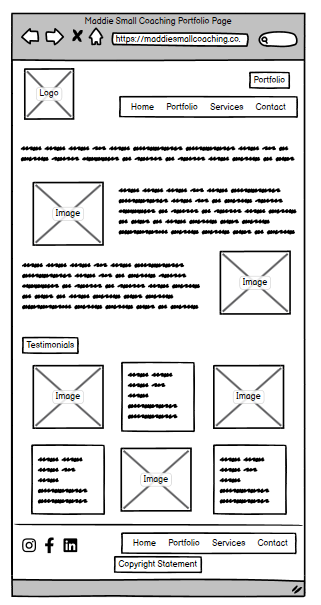 Maddie Small Coaching Portfolio Page
https://maddiesmallcoaching.co.
Logo
Portfolio
Home Portfolio Services Contact
Image
Image
Testimonials
Image
Image
Image
Home Portfolio Services Contact
Copyright Statement